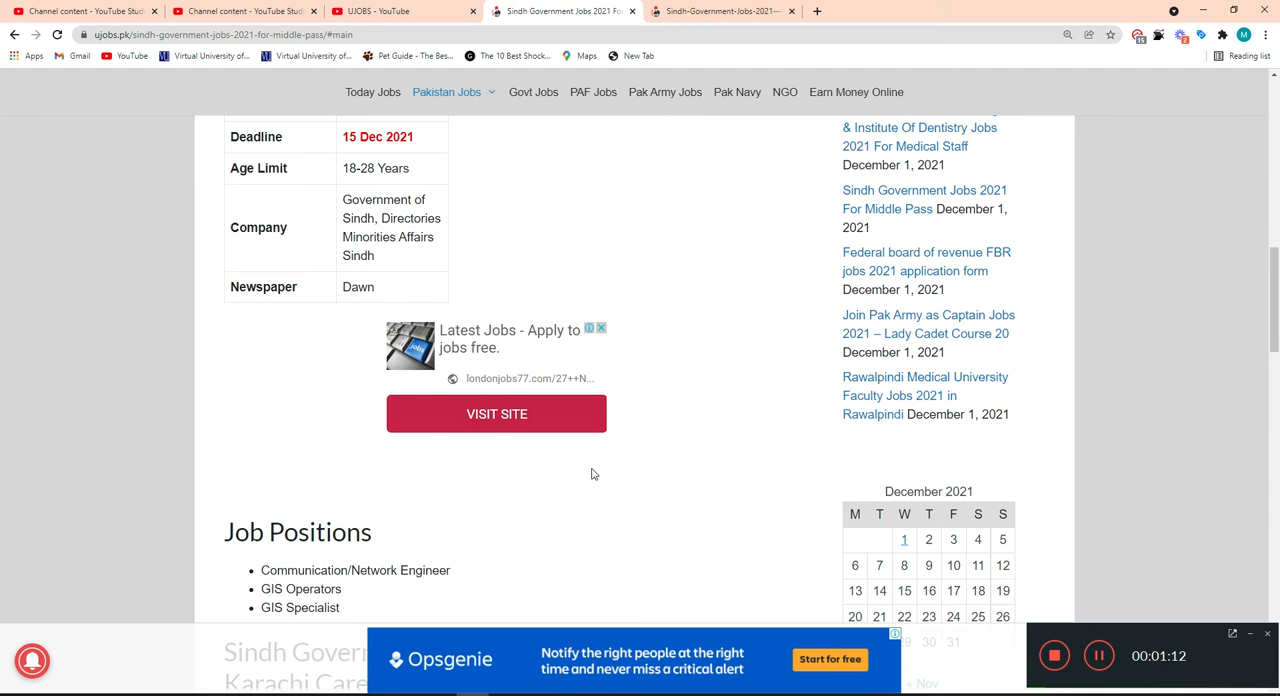 Channel content - YouTube Stud
Channel content - YouTube Stud
UJOBS - YouTube
Sindh Government Jobs 2021 Fo
Sindh-Government-Jobs-2021—
ujobs.pk/sindh-government-jobs-2021-for-middle-pass/#main
15
M
2
Apps
Gmail
YouTube
Virtual University of...
Virtual University of...
Pet Guide - The Bes...
The 10 Best Shock...
Maps
New Tab
Reading list
Today Jobs
Pakistan Jobs
Govt Jobs
PAF Jobs
Pak Army Jobs
Pak Navy
NGO
Earn Money Online
Deadline
15 Dec 2021
Age Limit
18-28 Years
Company
Government of
Sindh, Directories
Minorities Affairs
Sindh
Newspaper
Dawn
Latest Jobs - Apply to
jobs free.
jobs
londonjobs77.com/27++N...
VISIT SITE
Job Positions
Communication/Network Engineer
GIS Operators
GIS Specialist
Sindh Gover
Karachi Care
& Institute Of Dentistry Jobs
2021 For Medical Staff
December 1, 2021
Sindh Government Jobs 2021
For Middle Pass December 1,
2021
Federal board of revenue FBR
jobs 2021 application form
December 1, 2021
Join Pak Army as Captain Jobs
2021 – Lady Cadet Course 20
December 1, 2021
Rawalpindi Medical University
Faculty Jobs 2021 in
Rawalpindi December 1, 2021
December 2021
M T W T F S S
1 2 3 4 5
6 7 8 9 10 11 12
13 14 15 16 17 18 19
20 21 22 23 24 25 26
29 30 31
« Nov
Opsgenie
Notify the right people at the right
time and never miss a critical alert
Start for free
00:01:12